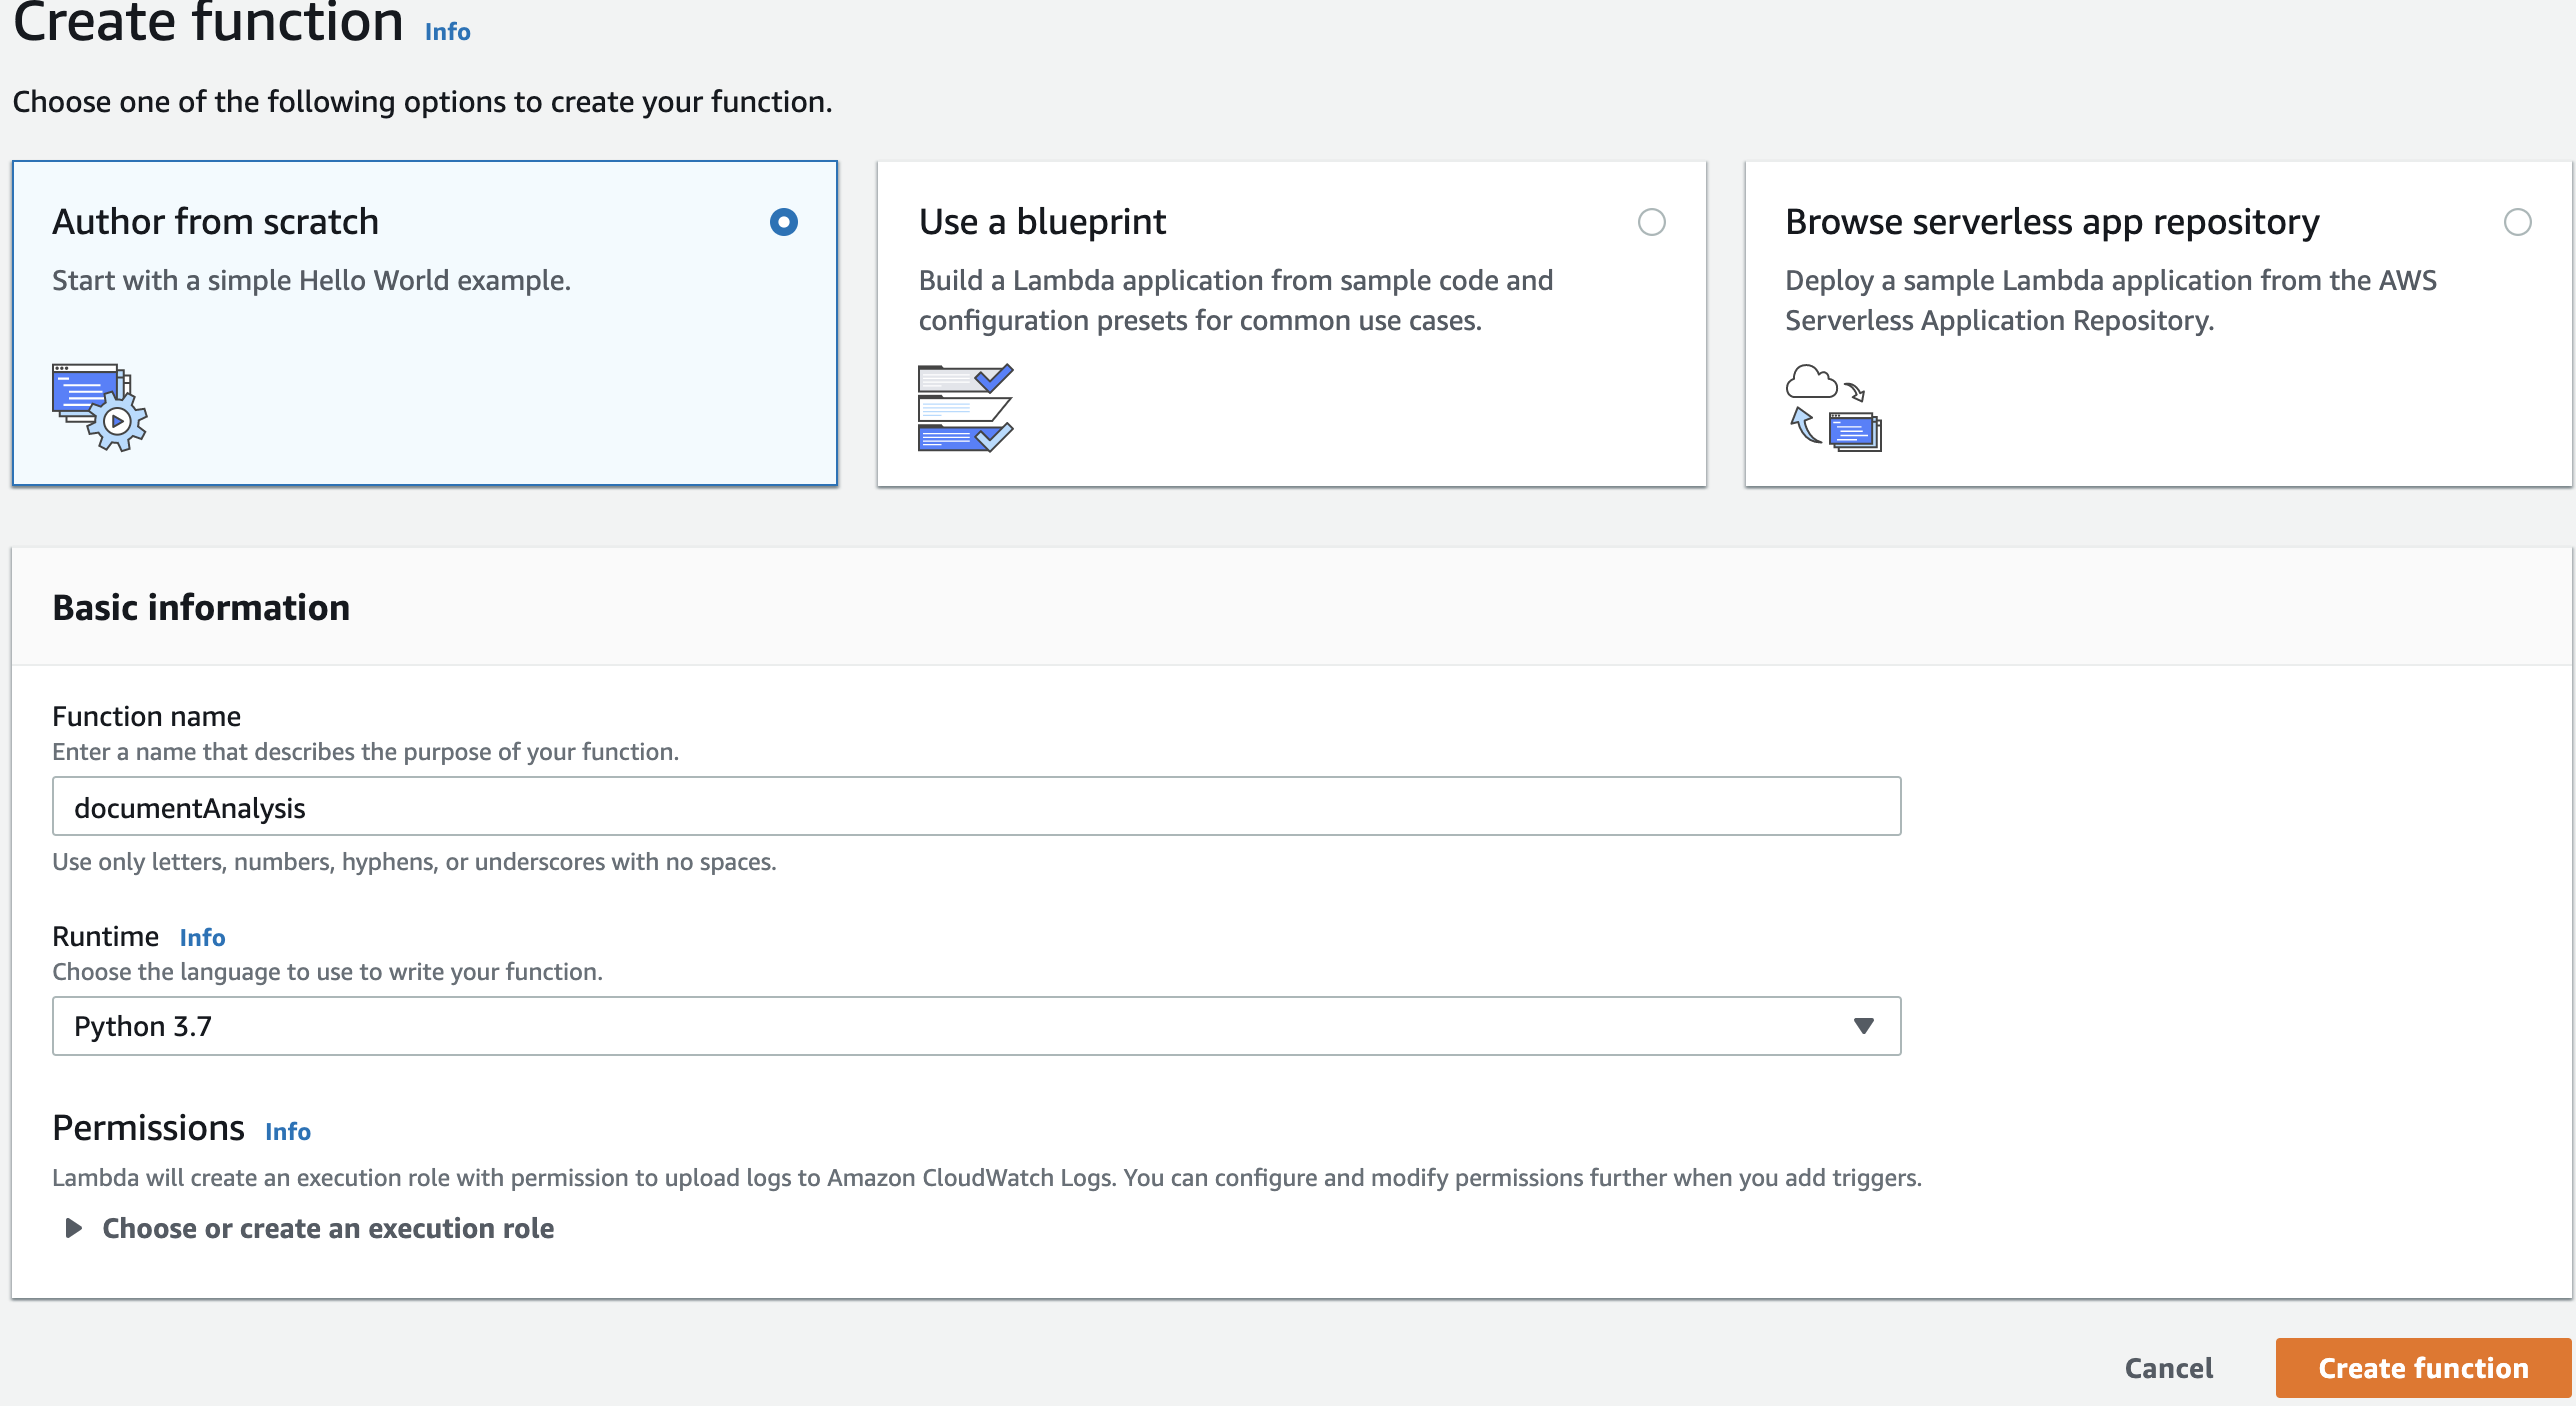 Create function Info
Choose one of the following options to create your function.
Author from scratch
Start with a simple Hello World example.
Use a blueprint
Build a Lambda application from sample code and
configuration presets for common use cases.
Browse serverless app repository
Deploy a sample Lambda application from the AWS
Serverless Application Repository.
Basic information
Function name
Enter a name that describes the purpose of your function.
documentAnalysis
Use only letters, numbers, hyphens, or underscores with no spaces.
Runtime Info
Choose the language to use to write your function.
Python 3.7
Permissions Info
Lambda will create an execution role with permission to upload logs to Amazon CloudWatch Logs. You can configure and modify permissions further when you add triggers.
Choose or create an execution role
Cancel
Create function